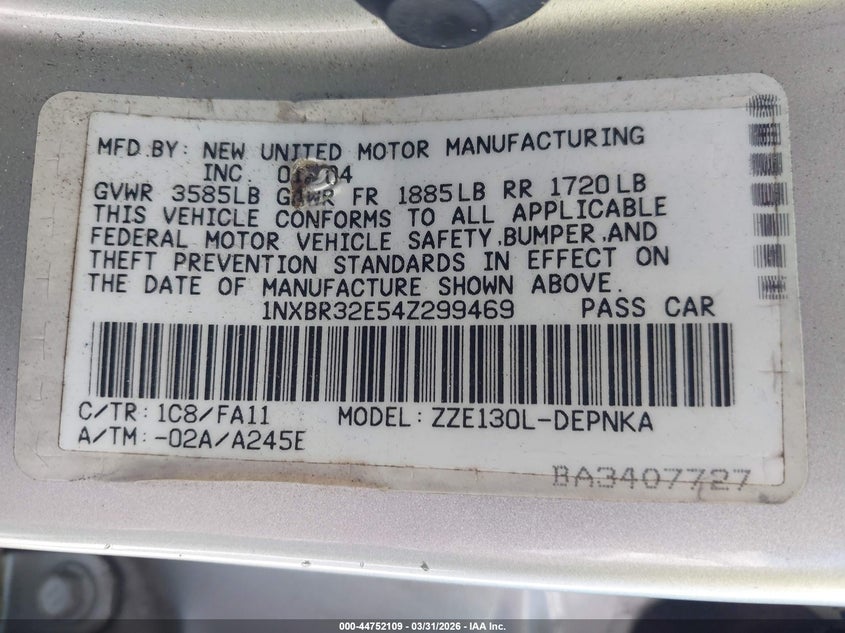 MFD.BY: NEW UNITED MOTOR MANUFACTURING
INC.
GVWR 3585LB GAWR FR 1885LB RR 1720LB
THIS VEHICLE CONFORMS TO ALL APPLICABLE
FEDERAL MOTOR VEHICLE SAFETY,BUMPER,AND
THEFT PREVENTION STANDARDS IN EFFECT ON
THE DATE OF MANUFACTURE SHOWN ABOVE.
1NXBR32E54Z299469 PASS CAR
C/TR: 1C8/FA11 MODEL: ZZE130L-DEPNKA
A/TM: -02A/A245E
BA3407727
000-44752109 - 03/31/2026 - IAA Inc.